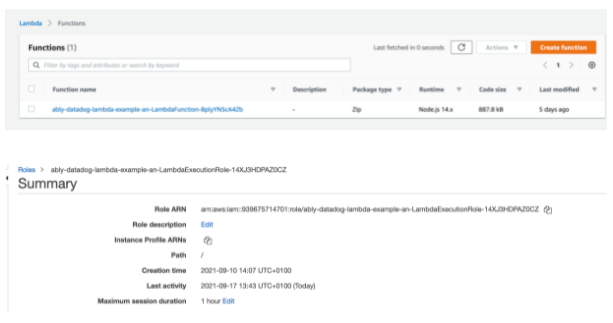 Lambda > Functions
Functions (1)
Last fetched in 0 seconds
Actions
Create function
Filter by tags and attributes or search by keyword
1
Function name
Description
Package type
Runtime
Code size
Last modified
ably-datadog-lambda-example-an-LambdaFunction-BplyYNScA4Zb
-
Zip
Node.js 14.x
887.8 kB
5 days ago
Roles > ably-datadog-lambda-example-an-LambdaExecutionRole-14XJ3HDPAZ0CZ
Summary
Role ARN arn:aws:iam::939675714701:role/ably-datadog-lambda-example-an-LambdaExecutionRole-14XJ3HDPAZ0CZ
Role description Edit
Instance Profile ARNs
Path /
Creation time 2021-09-10 14:07 UTC+0100
Last activity 2021-09-17 13:43 UTC+0100 (Today)
Maximum session duration 1 hour Edit